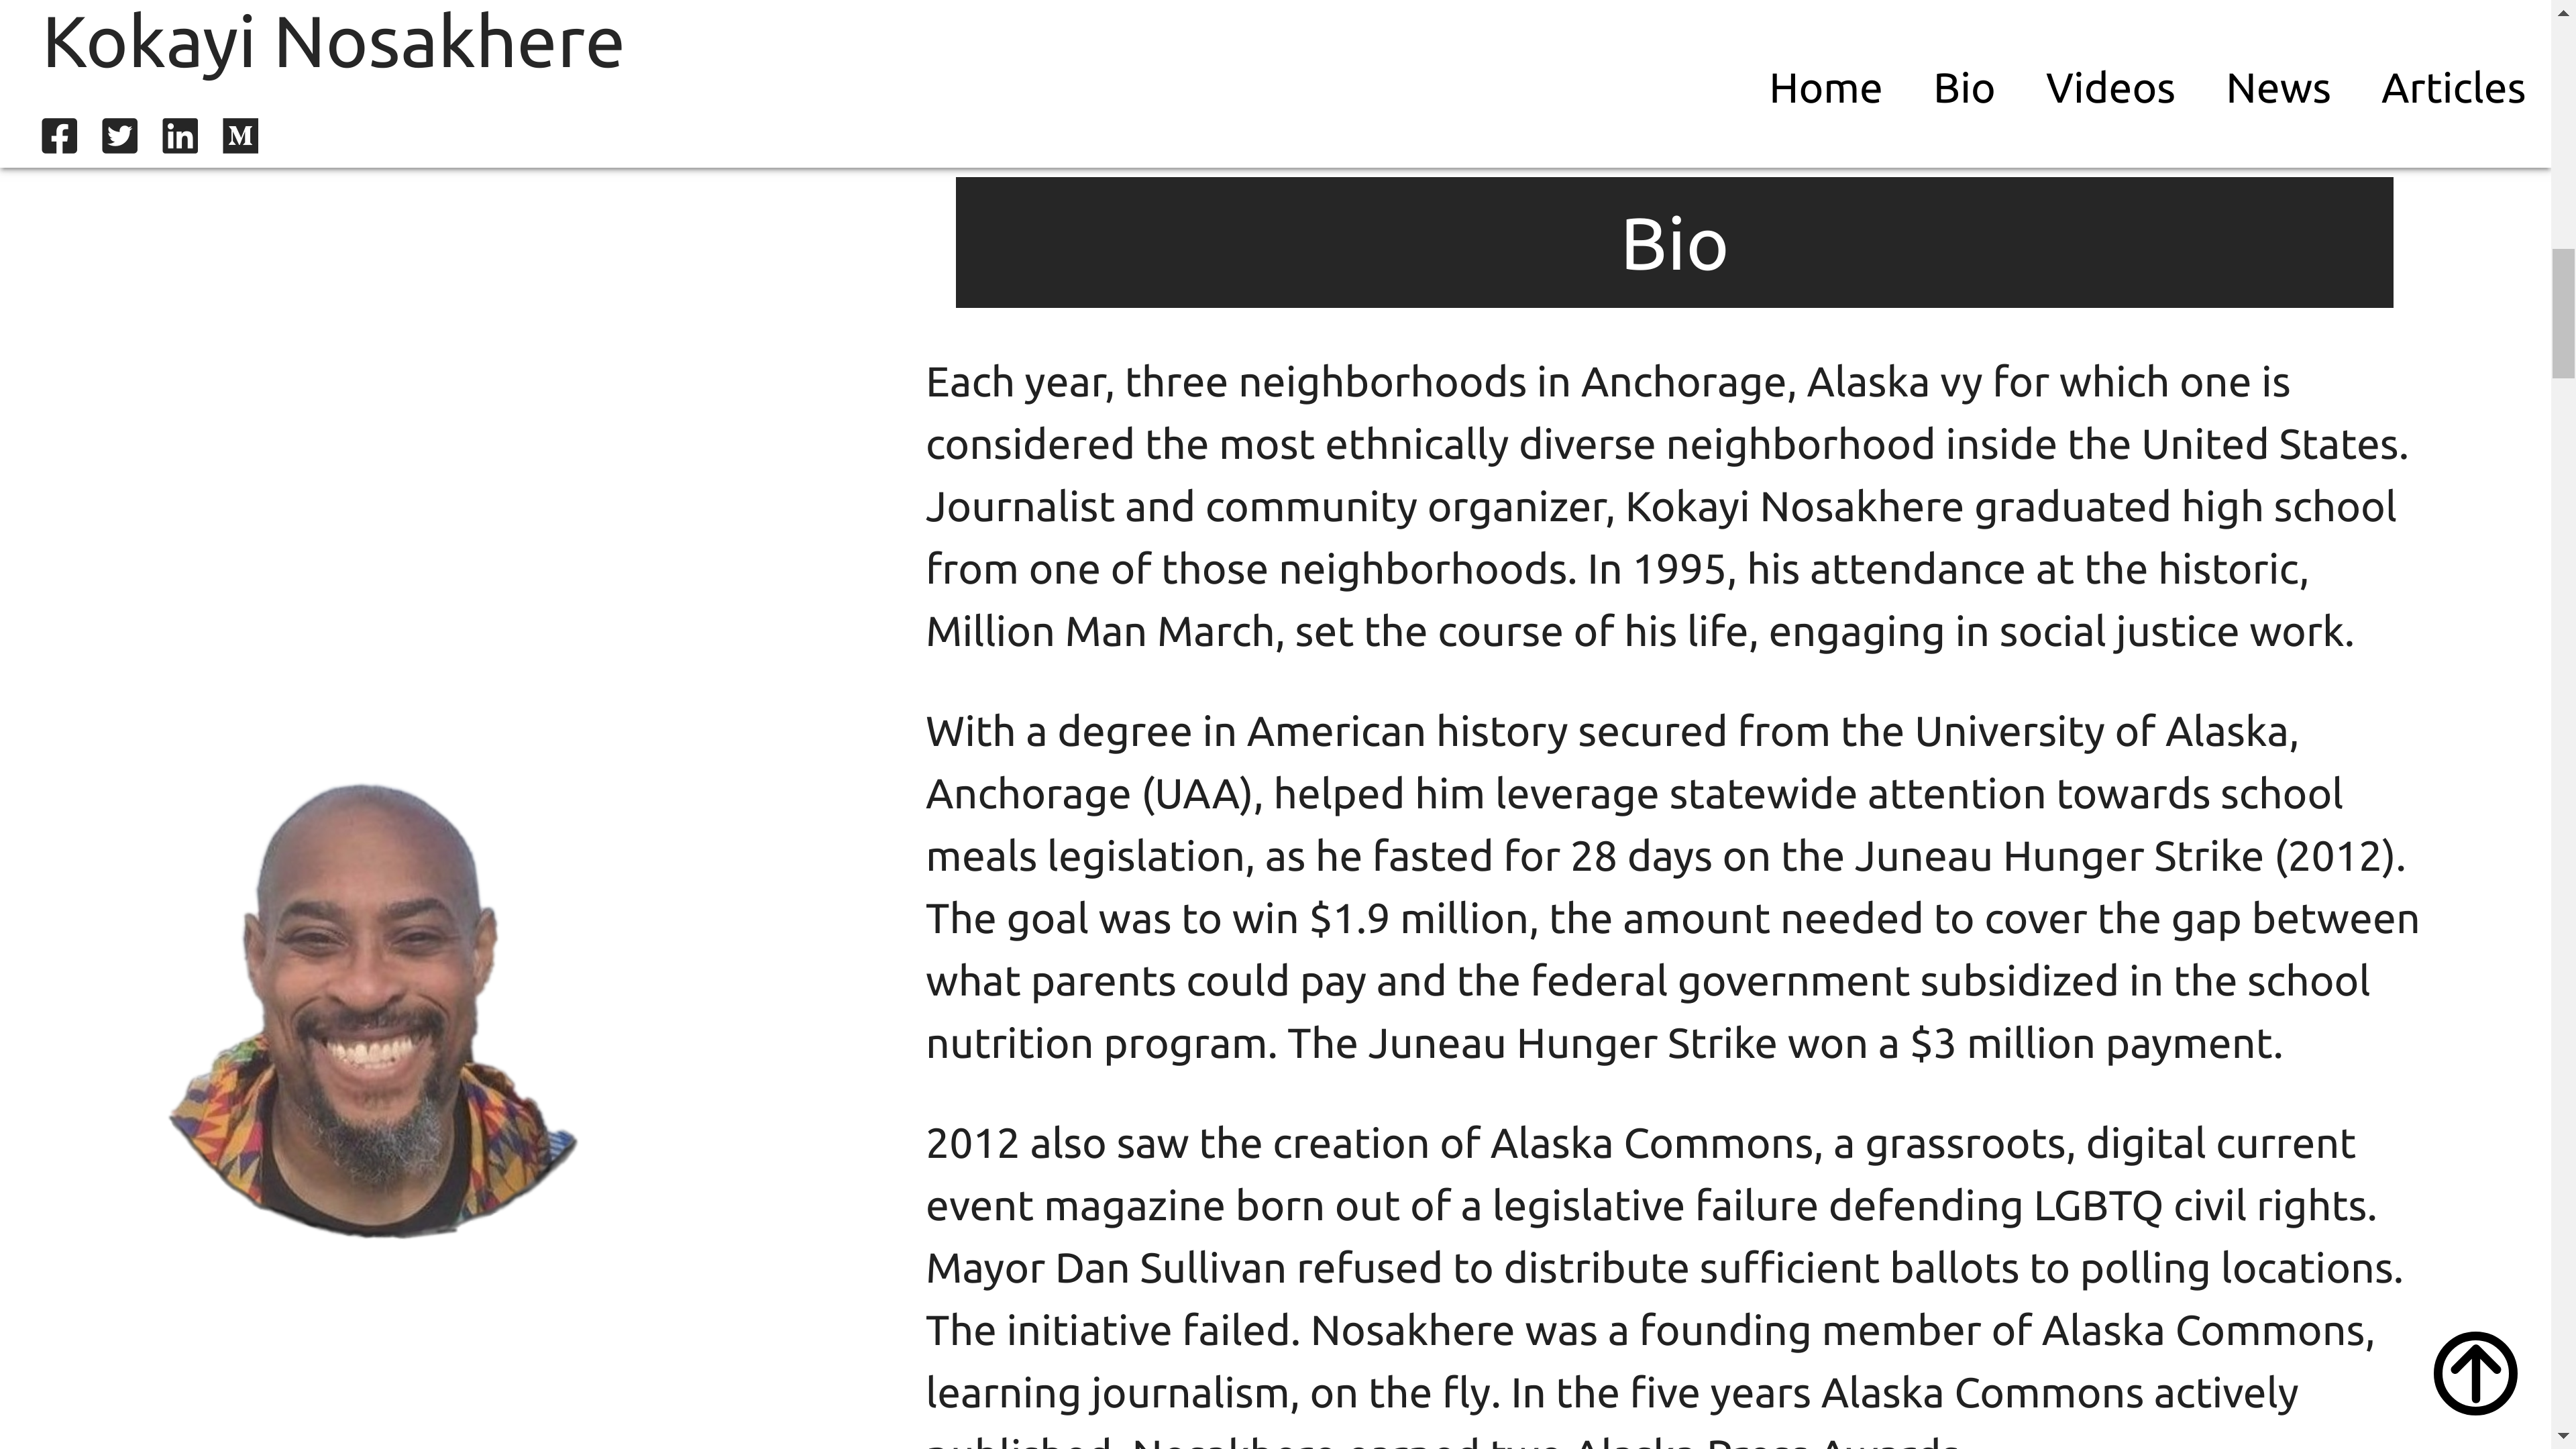 Kokayi Nosakhere
Home Bio Videos News Articles
Bio
Each year, three neighborhoods in Anchorage, Alaska vy for which one is
considered the most ethnically diverse neighborhood inside the United States.
Journalist and community organizer, Kokayi Nosakhere graduated high school
from one of those neighborhoods. In 1995, his attendance at the historic,
Million Man March, set the course of his life, engaging in social justice work.
With a degree in American history secured from the University of Alaska,
Anchorage (UAA), helped him leverage statewide attention towards school
meals legislation, as he fasted for 28 days on the Juneau Hunger Strike (2012).
The goal was to win $1.9 million, the amount needed to cover the gap between
what parents could pay and the federal government subsidized in the school
nutrition program. The Juneau Hunger Strike won a $3 million payment.
2012 also saw the creation of Alaska Commons, a grassroots, digital current
event magazine born out of a legislative failure defending LGBTQ civil rights.
Mayor Dan Sullivan refused to distribute sufficient ballots to polling locations.
The initiative failed. Nosakhere was a founding member of Alaska Commons,
learning journalism, on the fly. In the five years Alaska Commons actively
published, Nosakhere earned two Alaska Press Awards.